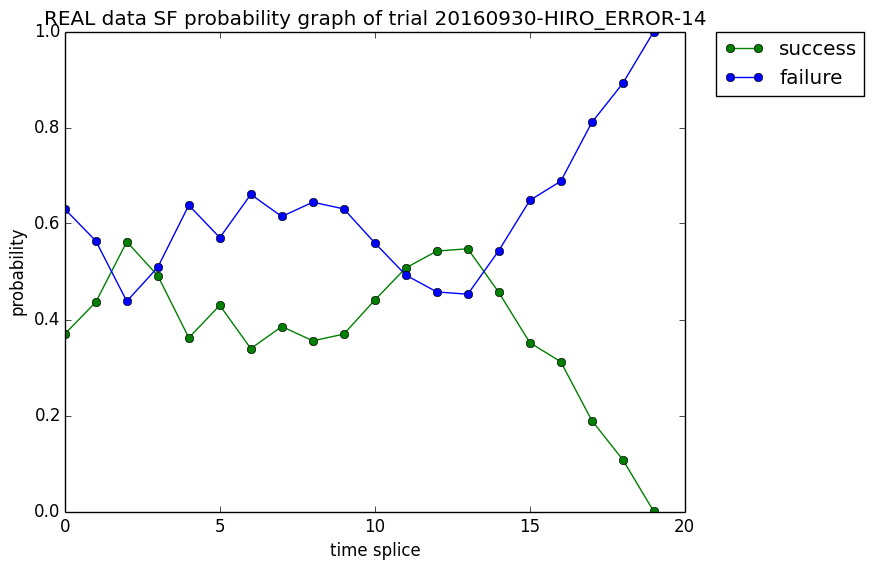 REAL data SF probability graph of trial 20160930-HIRO_ERROR-14
success
failure
1.0
0.8
0.6
0.4
0.2
0.0
probability
0
5
10
15
20
time splice